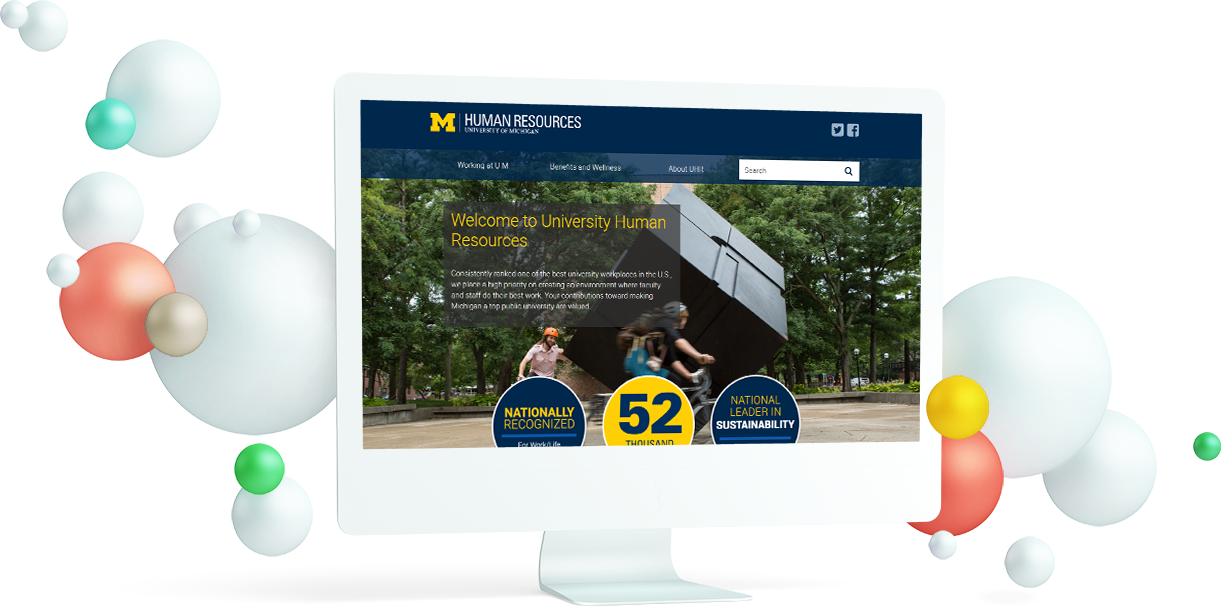 M HUMAN RESOURCES
UNIVERSITY OF MICHIGAN
Working at U-M Benefits and Wellness About UHR Search
Welcome to University Human
Resources
Consistently ranked one of the best university workplaces in the U.S.,
we place a high priority on creating an environment where faculty
and staff do their best work. Your contributions toward making
Michigan a top public university are valued.
NATIONALLY
RECOGNIZED
For Work/Life
52
THOUSAND
NATIONAL
LEADER IN
SUSTAINABILITY